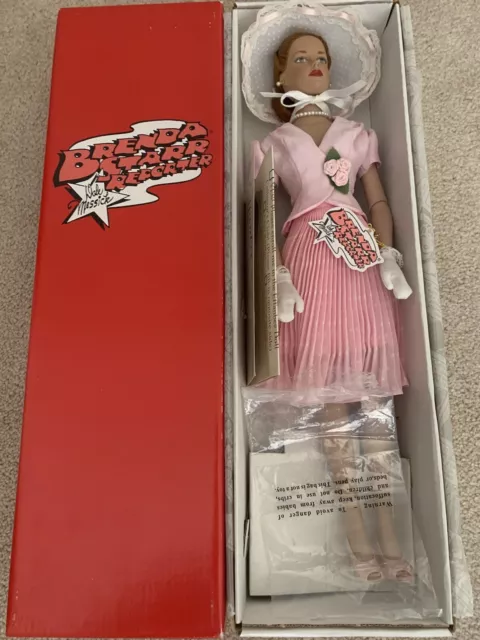 BRENDA
STARR
REPORTER
Dale
Messick
BRENDA
STARR
REPORTER
Warning – To avoid danger of
suffocation, keep away from babies
and children. Do not use in cribs,
beds or play pens. This bag is not a toy.